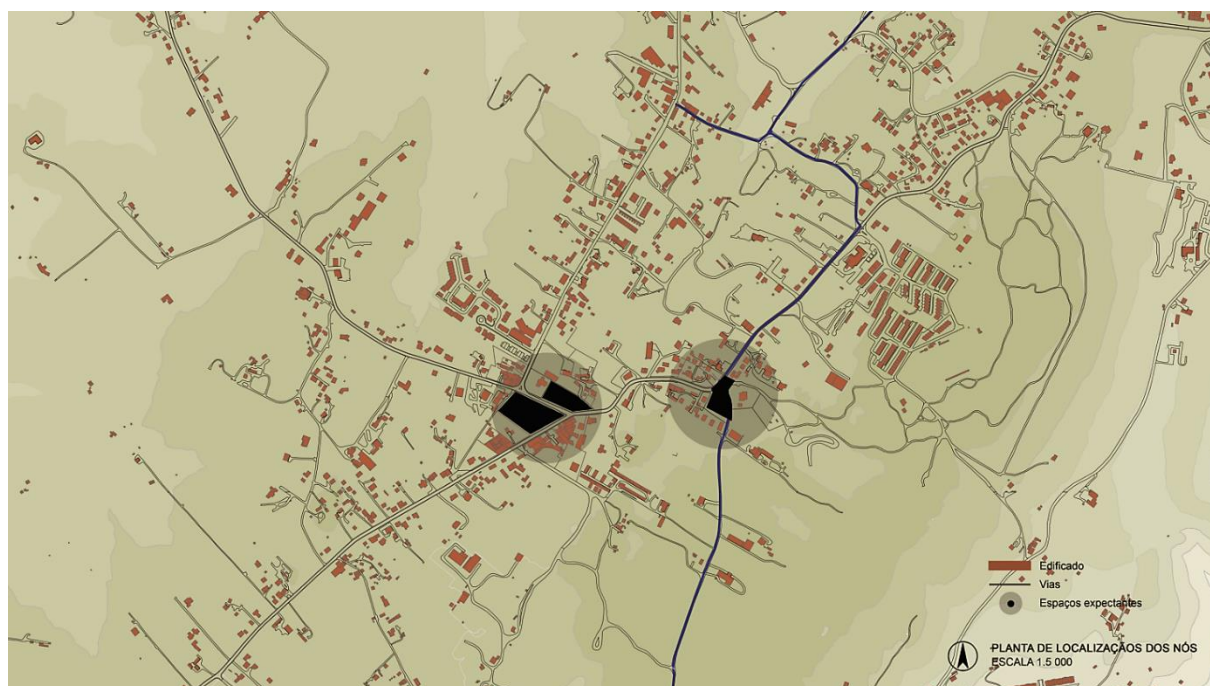 Edificado
Vias
Espaços expectantes
PLANTA DE LOCALIZAÇÃOS DOS NÓS
ESCALA 1.5 000